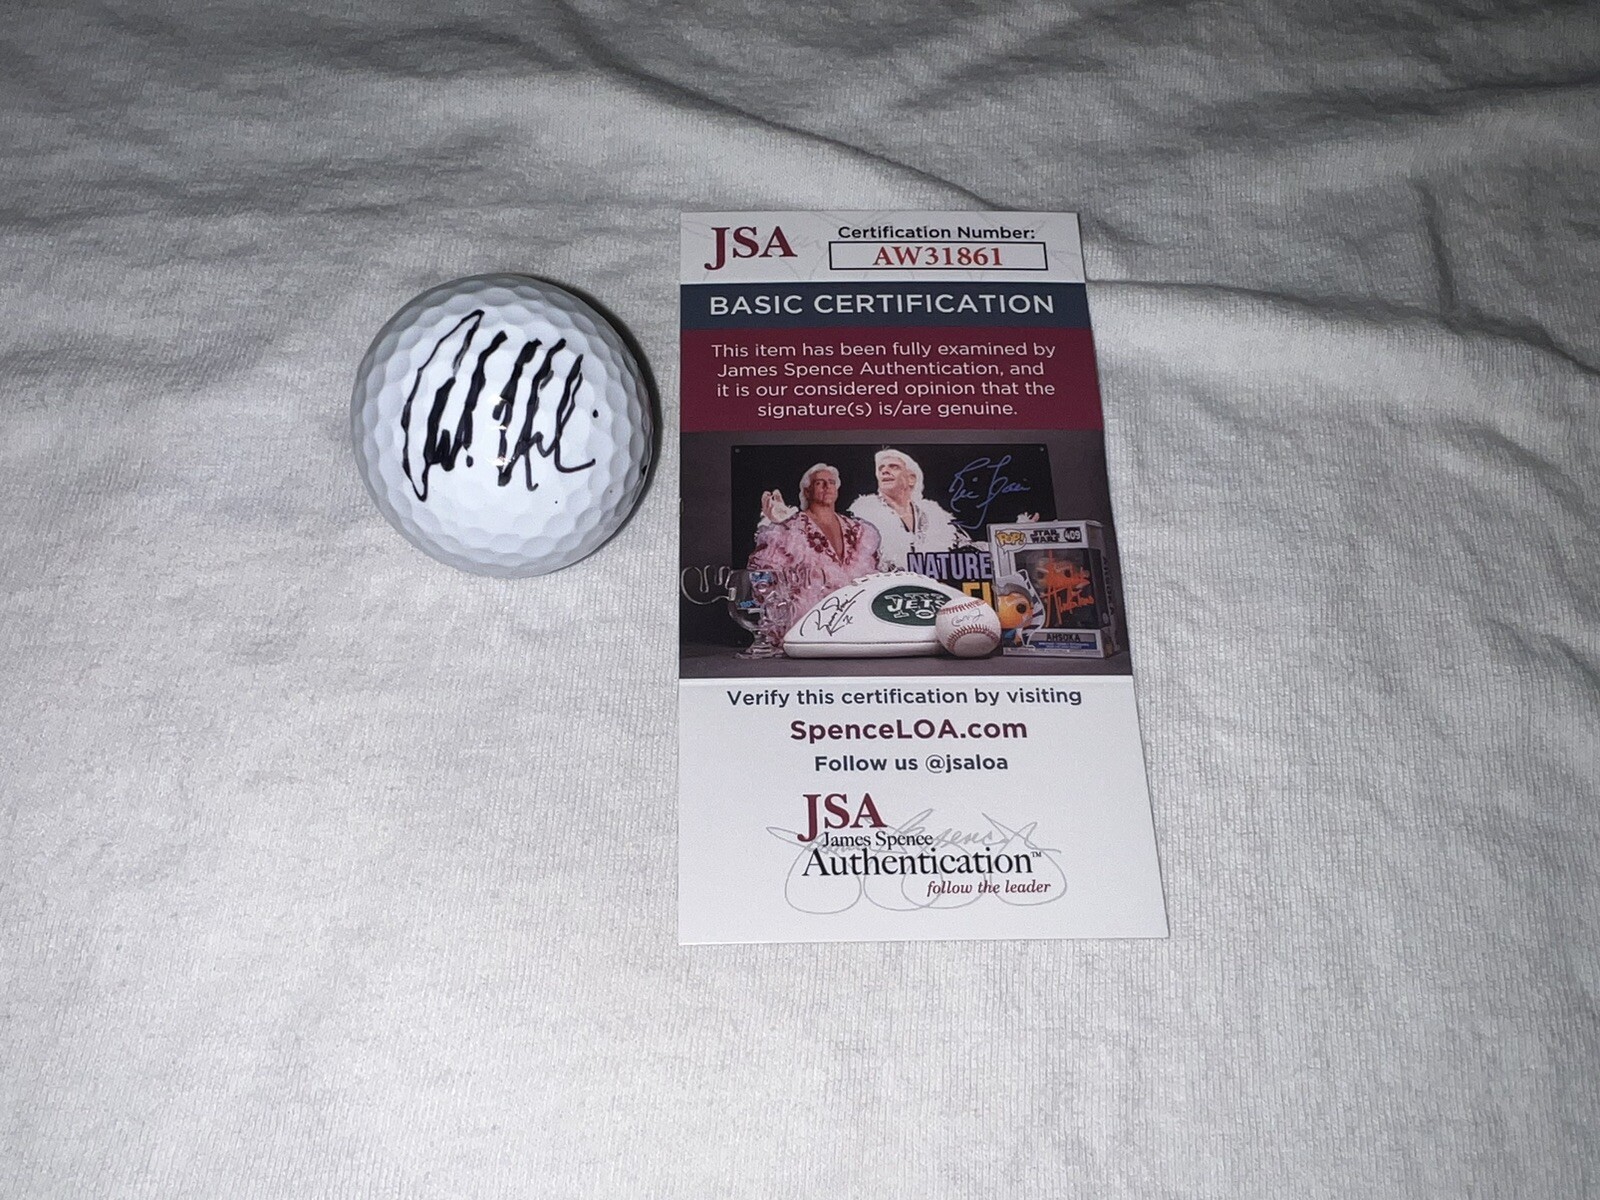 JSA
Certification Number:
AW31861
BASIC CERTIFICATION
This item has been fully examined by
James Spence Authentication, and
it is our considered opinion that the
signature(s) is/are genuine.
NATURE
JETS
POP!
STAR WARS
409
AHSOKA
Verify this certification by visiting
SpenceLOA.com
Follow us @jsaloa
JSA
James Spence
Authentication™
follow the leader